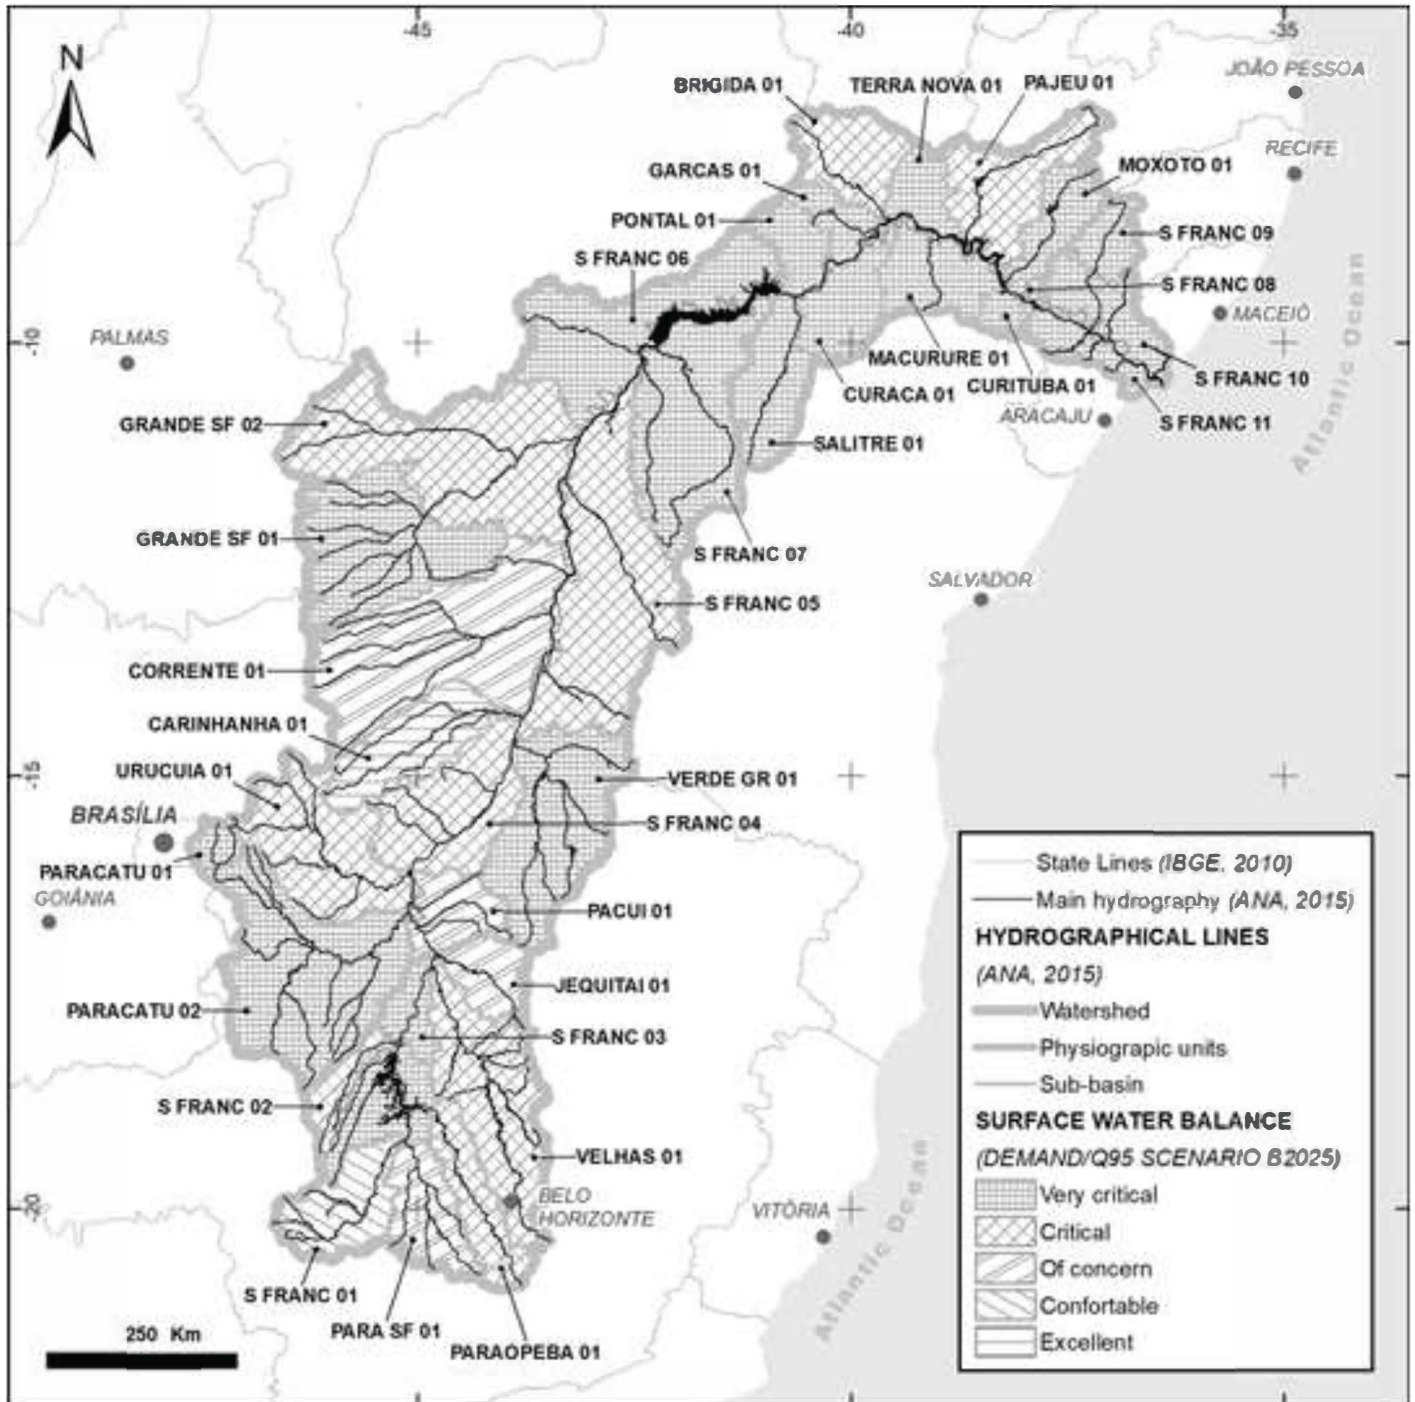 -45
-40
-35
N
JOÃO PESSOA
BRIGIDA 01
TERRA NOVA 01
PAJEU 01
RECIFE
GARCAS 01
MOXOTO 01
PONTAL 01
S FRANC 09
S FRANC 06
S FRANC 08
Atlantic Ocean
MACEIÓ
PALMAS
-10
MACURURE 01
S FRANC 10
CURACA 01
CURITUBA 01
ARACAJU
S FRANC 11
GRANDE SF 02
SALITRE 01
GRANDE SF 01
S FRANC 07
SALVADOR
S FRANC 05
CORRENTE 01
CARINHANHA 01
URUCUIA 01
-15
VERDE GR 01
BRASÍLIA
S FRANC 04
PARACATU 01
GOIÂNIA
PACUI 01
JEQUITAI 01
PARACATU 02
S FRANC 03
S FRANC 02
VELHAS 01
-20
BELO
HORIZONTE
VITÓRIA
Atlantic Ocean
S FRANC 01
PARA SF 01
PARAOPEBA 01
250 Km
State Lines (IBGE, 2010)
Main hydrography (ANA, 2015)
HYDROGRAPHICAL LINES
(ANA, 2015)
Watershed
Physiograpic units
Sub-basin
SURFACE WATER BALANCE
(DEMAND/Q95 SCENARIO B2025)
Very critical
Critical
Of concern
Confortable
Excellent